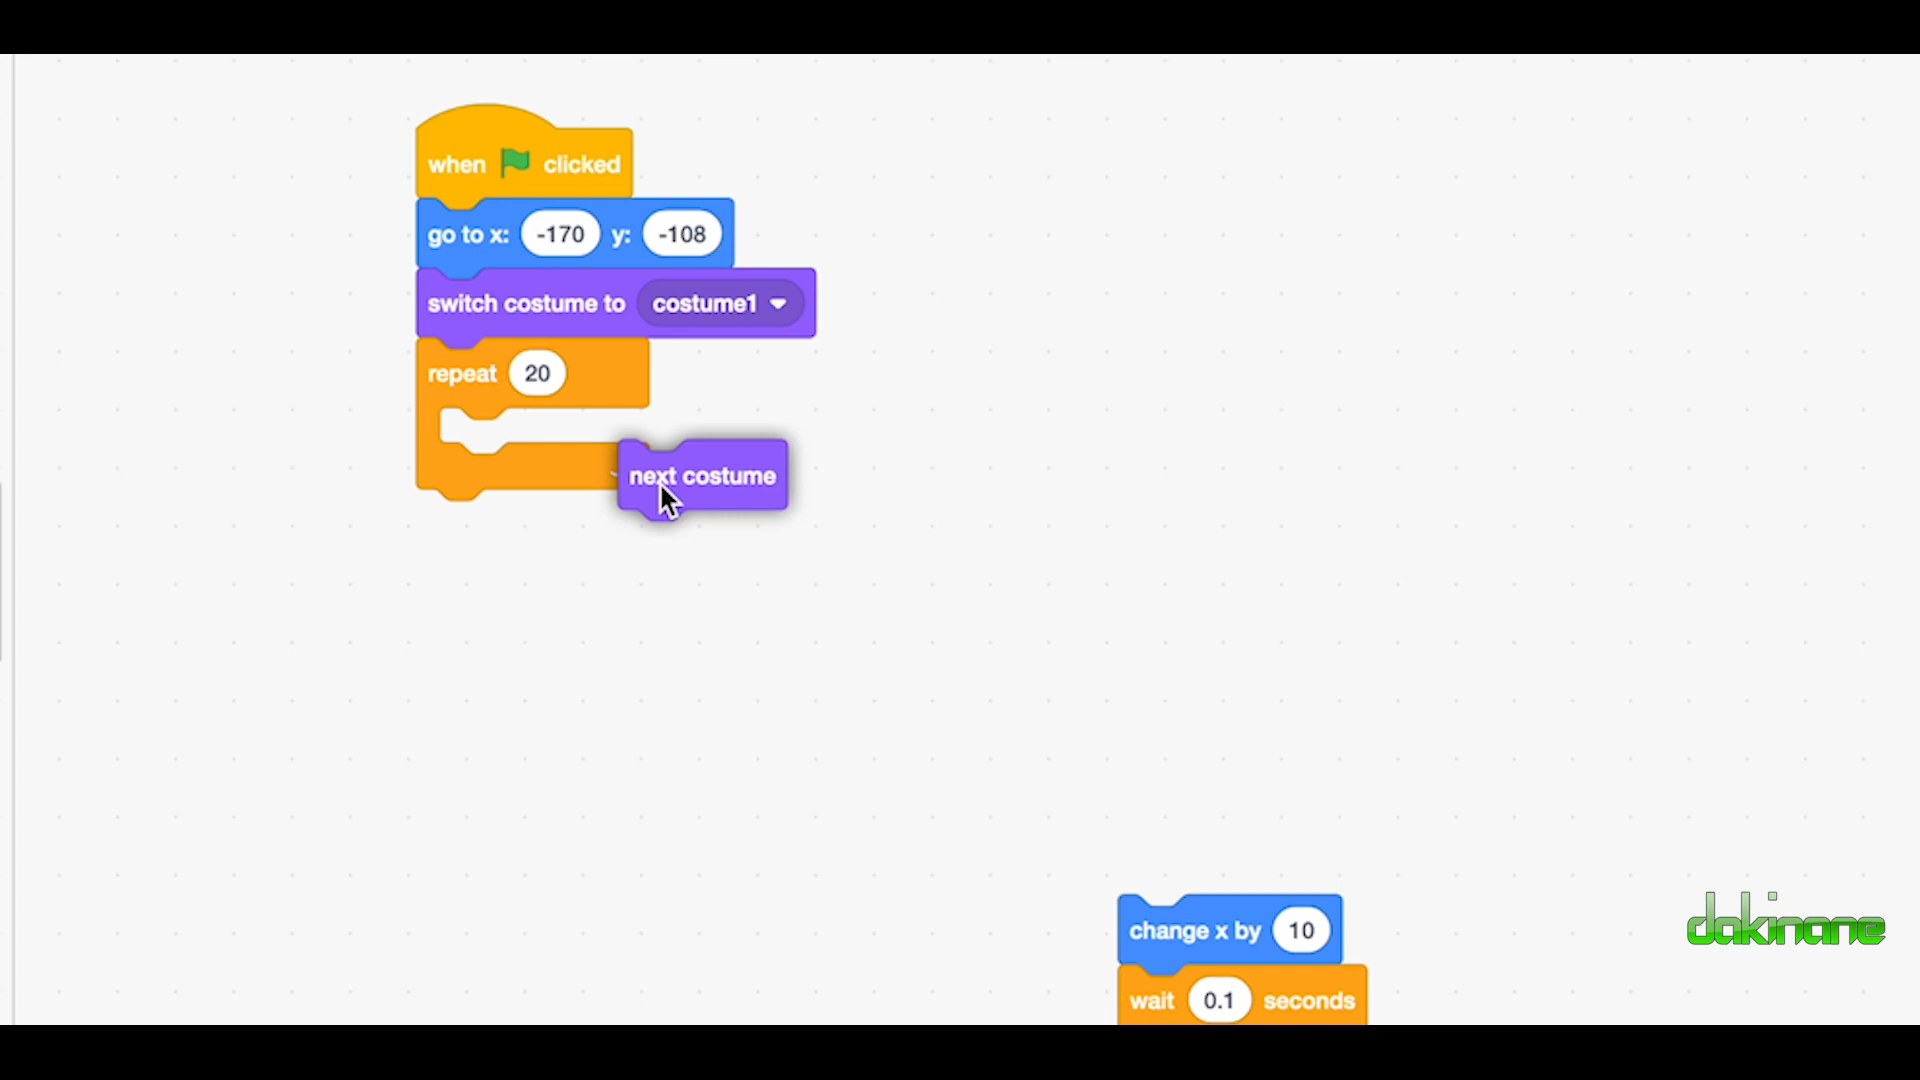 when clicked
go to x: -170 y: -108
switch costume to costume1
repeat 20
next costume
change x by 10
wait 0.1 seconds
dakinane